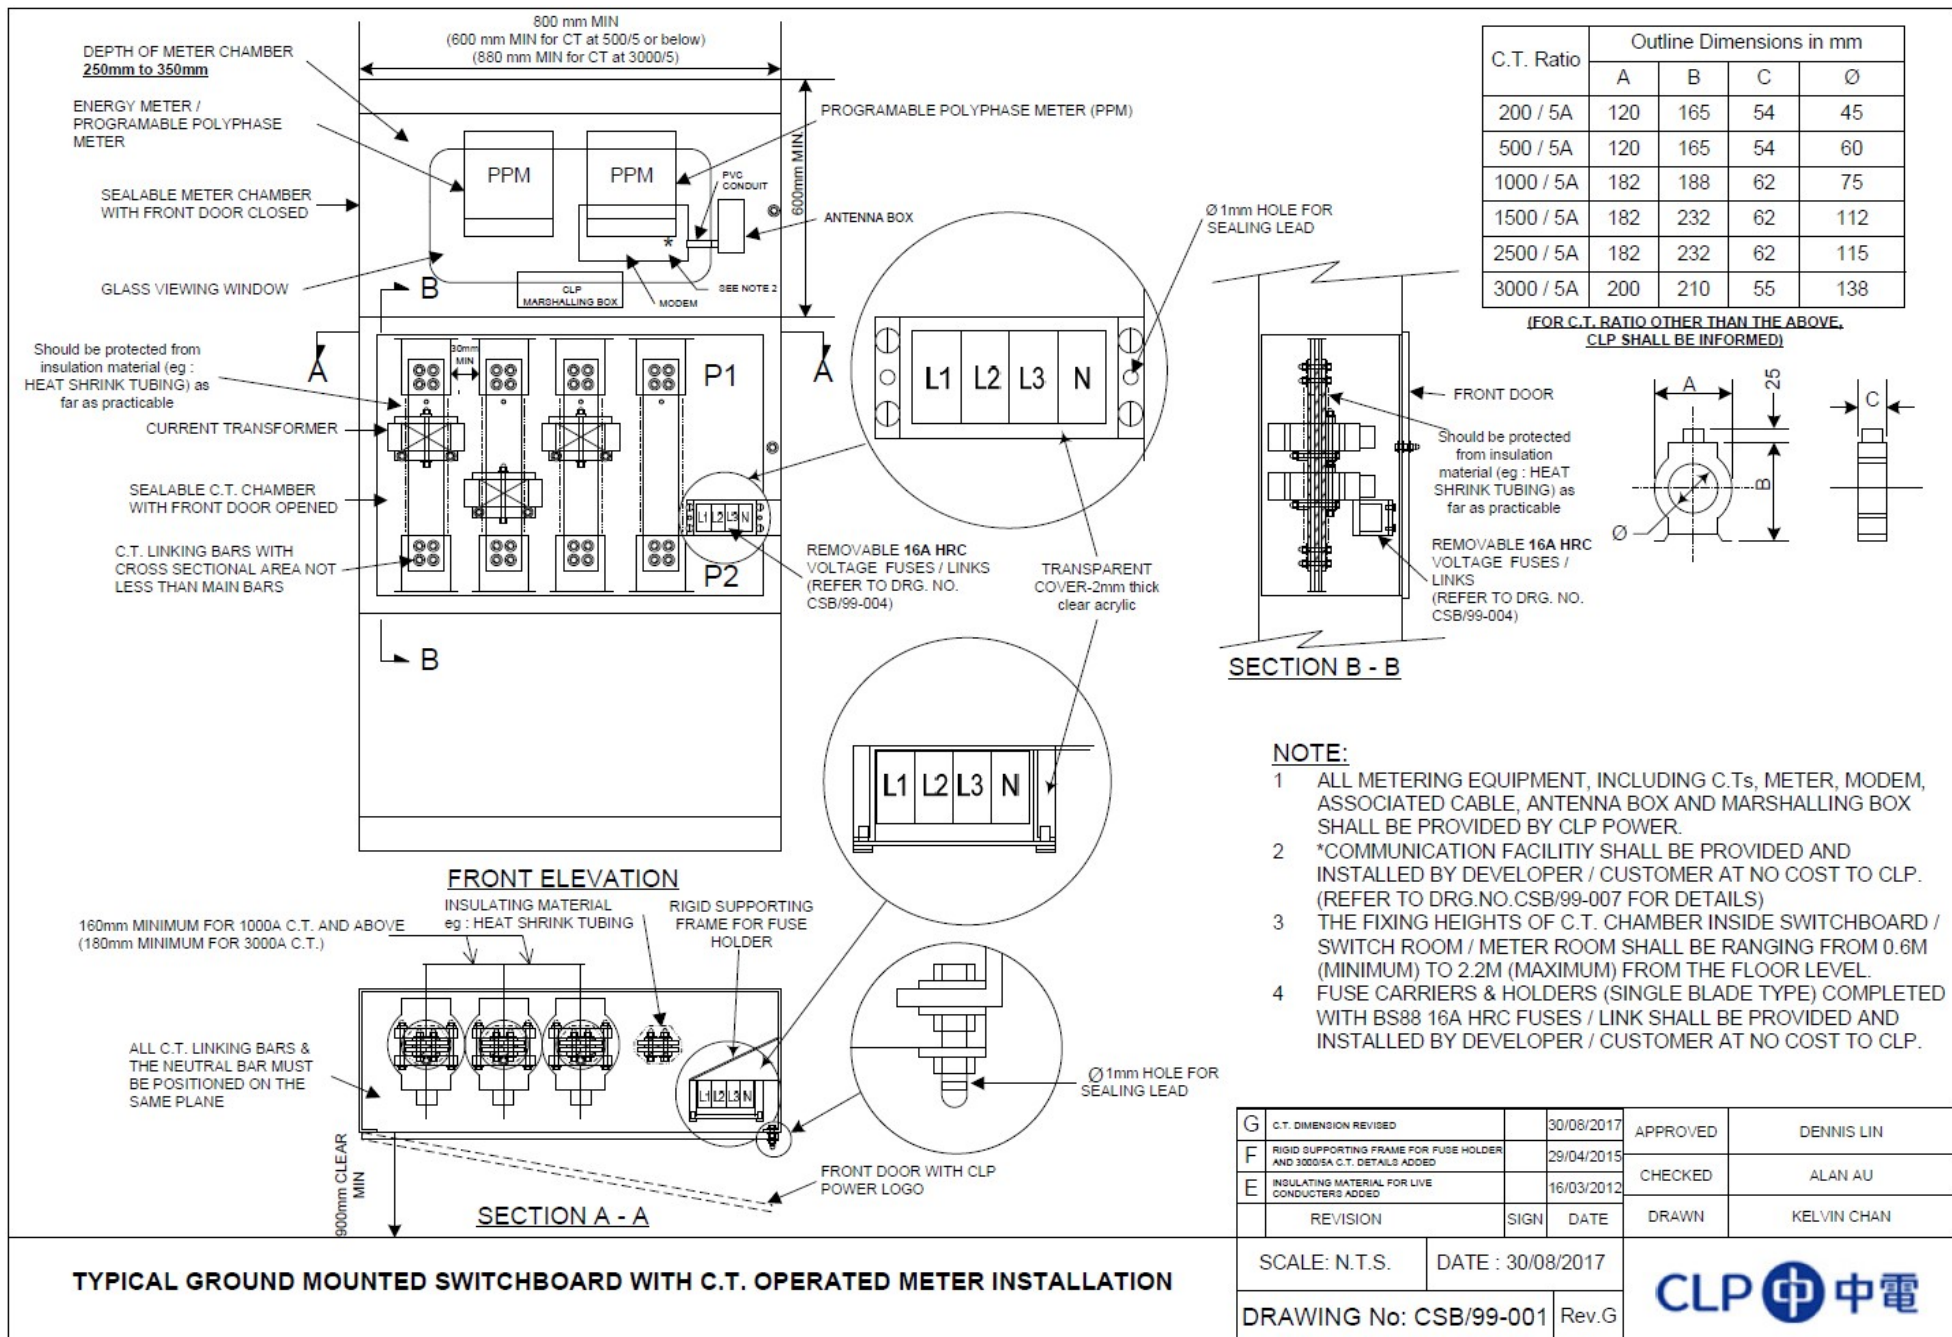 800 mm MIN
(600 mm MIN for CT at 500/5 or below)
(880 mm MIN for CT at 3000/5)
DEPTH OF METER CHAMBER
250mm to 350mm
ENERGY METER /
PROGRAMABLE POLYPHASE
METER
SEALABLE METER CHAMBER
WITH FRONT DOOR CLOSED
GLASS VIEWING WINDOW
PPM
PPM
PROGRAMABLE POLYPHASE METER (PPM)
PVC
CONDUIT
600mm MIN.
ANTENNA BOX
*
SEE NOTE 2
MODEM
CLP
MARSHALLING BOX
B
A
A
Should be protected from
insulation material (eg :
HEAT SHRINK TUBING) as
far as practicable
30mm
MIN
P1
CURRENT TRANSFORMER
SEALABLE C.T. CHAMBER
WITH FRONT DOOR OPENED
C.T. LINKING BARS WITH
CROSS SECTIONAL AREA NOT
LESS THAN MAIN BARS
L1 L2 L3 N
P2
B
REMOVABLE 16A HRC
VOLTAGE FUSES / LINKS
(REFER TO DRG. NO.
CSB/99-004)
L1 L2 L3 N
Ø 1mm HOLE FOR
SEALING LEAD
TRANSPARENT
COVER-2mm thick
clear acrylic
L1 L2 L3 N
FRONT ELEVATION
160mm MINIMUM FOR 1000A C.T. AND ABOVE
(180mm MINIMUM FOR 3000A C.T.)
INSULATING MATERIAL
eg : HEAT SHRINK TUBING
RIGID SUPPORTING
FRAME FOR FUSE
HOLDER
ALL C.T. LINKING BARS &
THE NEUTRAL BAR MUST
BE POSITIONED ON THE
SAME PLANE
L1 L2 L3 N
Ø 1mm HOLE FOR
SEALING LEAD
900mm CLEAR
MIN
FRONT DOOR WITH CLP
POWER LOGO
SECTION A - A
C.T. Ratio Outline Dimensions in mm
A B C Ø
200 / 5A 120 165 54 45
500 / 5A 120 165 54 60
1000 / 5A 182 188 62 75
1500 / 5A 182 232 62 112
2500 / 5A 182 232 62 115
3000 / 5A 200 210 55 138
(FOR C.T. RATIO OTHER THAN THE ABOVE,
CLP SHALL BE INFORMED)
FRONT DOOR
Should be protected
from insulation
material (eg : HEAT
SHRINK TUBING) as
far as practicable
REMOVABLE 16A HRC
VOLTAGE FUSES /
LINKS
(REFER TO DRG. NO.
CSB/99-004)
SECTION B - B
A
25
B
Ø
C
NOTE:
1 ALL METERING EQUIPMENT, INCLUDING C.Ts, METER, MODEM,
ASSOCIATED CABLE, ANTENNA BOX AND MARSHALLING BOX
SHALL BE PROVIDED BY CLP POWER.
2 *COMMUNICATION FACILITIY SHALL BE PROVIDED AND
INSTALLED BY DEVELOPER / CUSTOMER AT NO COST TO CLP.
(REFER TO DRG.NO.CSB/99-007 FOR DETAILS)
3 THE FIXING HEIGHTS OF C.T. CHAMBER INSIDE SWITCHBOARD /
SWITCH ROOM / METER ROOM SHALL BE RANGING FROM 0.6M
(MINIMUM) TO 2.2M (MAXIMUM) FROM THE FLOOR LEVEL.
4 FUSE CARRIERS & HOLDERS (SINGLE BLADE TYPE) COMPLETED
WITH BS88 16A HRC FUSES / LINK SHALL BE PROVIDED AND
INSTALLED BY DEVELOPER / CUSTOMER AT NO COST TO CLP.
G C.T. DIMENSION REVISED 30/08/2017
F RIGID SUPPORTING FRAME FOR FUSE HOLDER
AND 3000/5A C.T. DETAILS ADDED 29/04/2015
E INSULATING MATERIAL FOR LIVE
CONDUCTERS ADDED 16/03/2012
REVISION SIGN DATE
APPROVED DENNIS LIN
CHECKED ALAN AU
DRAWN KELVIN CHAN
TYPICAL GROUND MOUNTED SWITCHBOARD WITH C.T. OPERATED METER INSTALLATION
SCALE: N.T.S. DATE : 30/08/2017
DRAWING No: CSB/99-001 Rev.G
CLP 中電